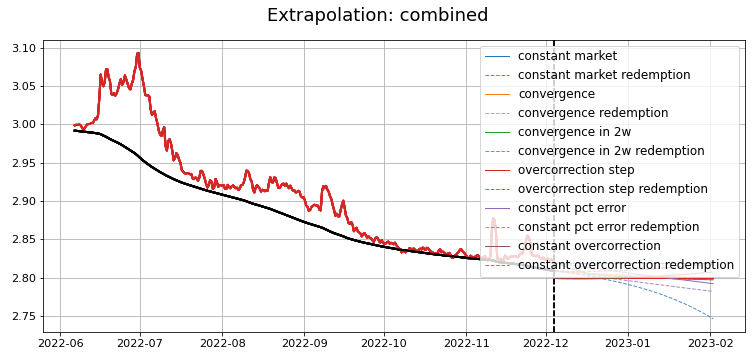 Extrapolation: combined
3.10
3.05
3.00
2.95
2.90
2.85
2.80
2.75
constant market
constant market redemption
convergence
convergence redemption
convergence in 2w
convergence in 2w redemption
overcorrection step
overcorrection step redemption
constant pct error
constant pct error redemption
constant overcorrection
constant overcorrection redemption
2022-06 2022-07 2022-08 2022-09 2022-10 2022-11 2022-12 2023-01 2023-02